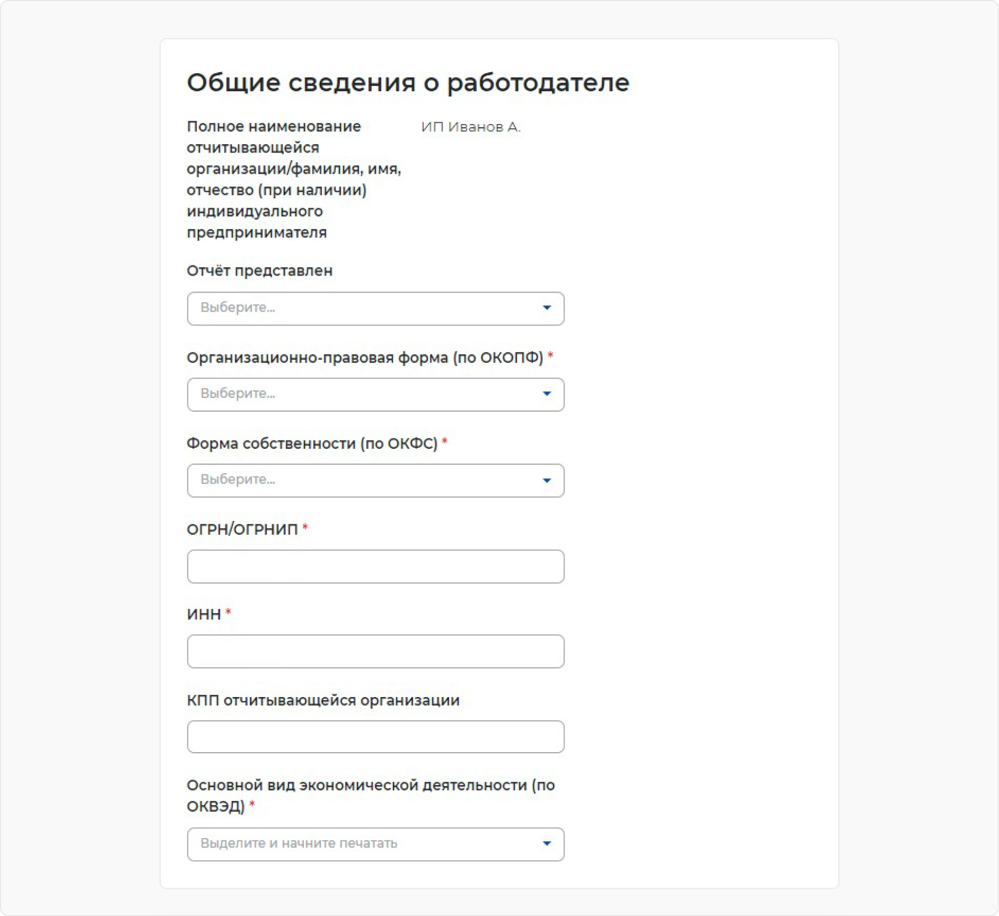 Общие сведения о работодателе
Полное наименование
отчитывающейся
организации/фамилия, имя,
отчество (при наличии)
индивидуального
предпринимателя
ИП Иванов А.
Отчёт представлен
Выберите...
Организационно-правовая форма (по ОКОПФ) *
Выберите...
Форма собственности (по ОКФС) *
Выберите...
ОГРН/ОГРНИП *
ИНН *
КПП отчитывающейся организации
Основной вид экономической деятельности (по
ОКВЭД) *
Выделите и начните печатать